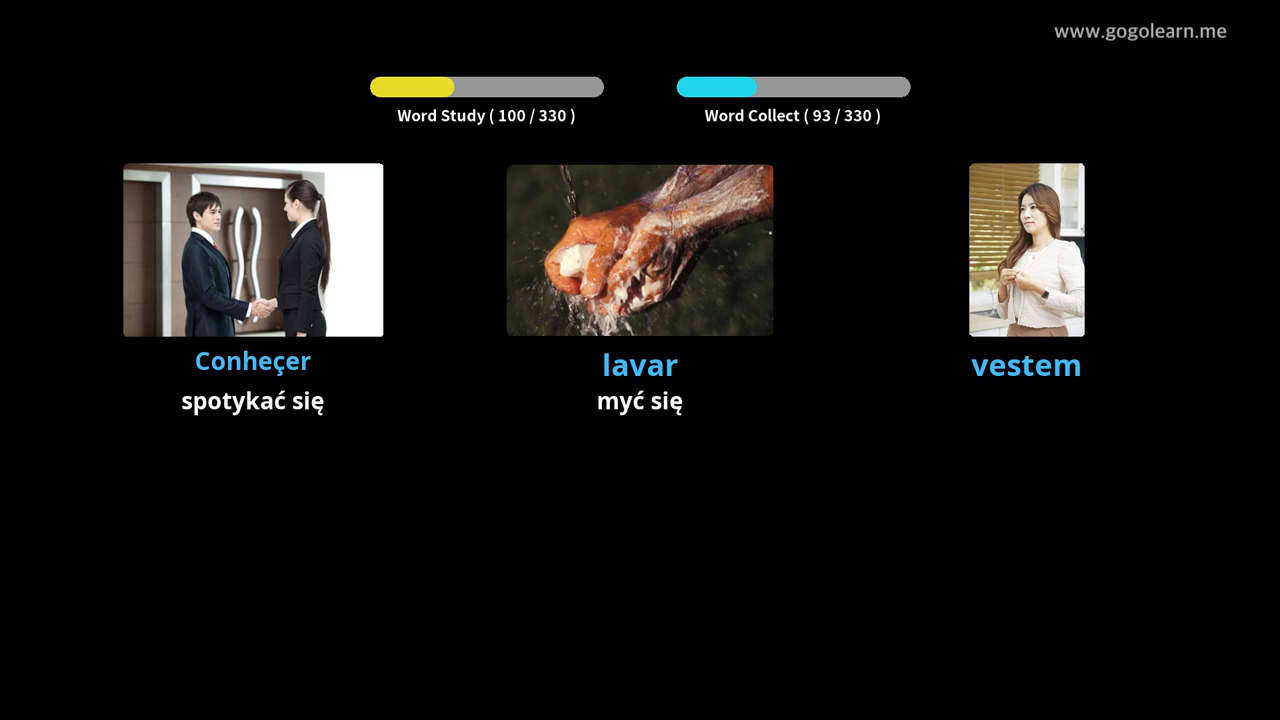 www.gogolearn.me
Word Study ( 100 / 330 )
Word Collect ( 93 / 330 )
Conheçer
spotykać się
lavar
myć się
vestem